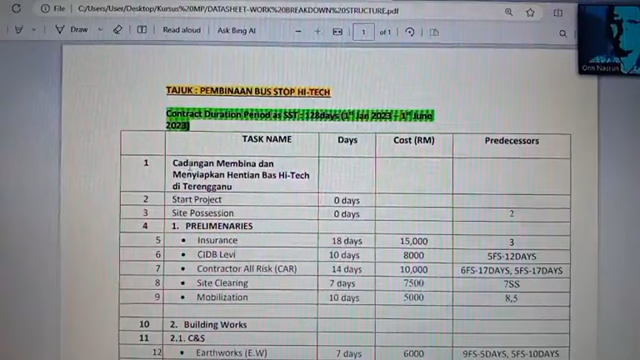 File C:/Users/User/Desktop/Kursus%20MP/DATASHEET-WORK%20BREAKDOWN%20STRUCTURE.pdf
Draw Read aloud Ask Bing AI 1 of 1
Onn Nasrun
TAJUK : PEMBINAAN BUS STOP HI-TECH
Contract Duration Period as SST : 128days (1st Jan 2023 – 1st June
2023)
TASK NAME Days Cost (RM) Predecessors
1 Cadangan Membina dan
Menyiapkan Hentian Bas Hi-Tech
di Terengganu
2 Start Project 0 days
3 Site Possession 0 days 2
4 1. PRELIMENARIES
5 • Insurance 18 days 15,000 3
6 • CIDB Levi 10 days 8000 5FS-12DAYS
7 • Contractor All Risk (CAR) 14 days 10,000 6FS-17DAYS, 5FS-17DAYS
8 • Site Clearing 7 days 7500 7SS
9 • Mobilization 10 days 5000 8,5
10 2. Building Works
11 2.1. C&S
12 • Earthworks (E.W) 7 days 6000 9FS-5DAYS, 5FS-10DAYS